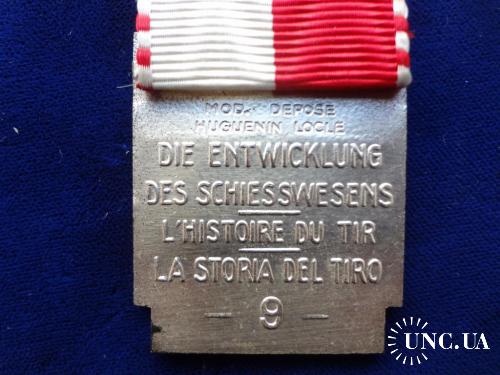 MOD. DEPOSE
HUGUENIN LOCLE
DIE ENTWICKLUNG
DES SCHIESSWESENS
L'HISTOIRE DU TIR
LA STORIA DEL TIRO
— 9 —
UNC.UA